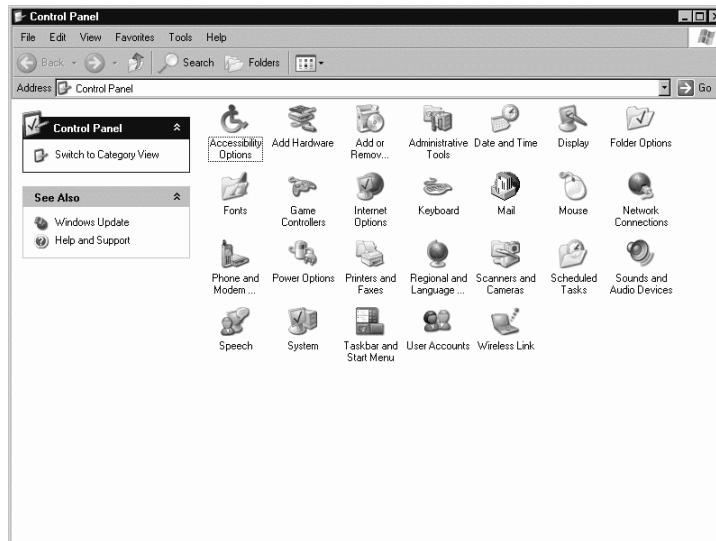 Control Panel
File Edit View Favorites Tools Help
Back Search Folders
Address Control Panel Go
Control Panel
Switch to Category View
See Also
Windows Update
Help and Support
Accessibility Options
Add Hardware
Add or Remov...
Administrative Tools
Date and Time
Display
Folder Options
Fonts
Game Controllers
Internet Options
Keyboard
Mail
Mouse
Network Connections
Phone and Modem ...
Power Options
Printers and Faxes
Regional and Language ...
Scanners and Cameras
Scheduled Tasks
Sounds and Audio Devices
Speech
System
Taskbar and Start Menu
User Accounts
Wireless Link